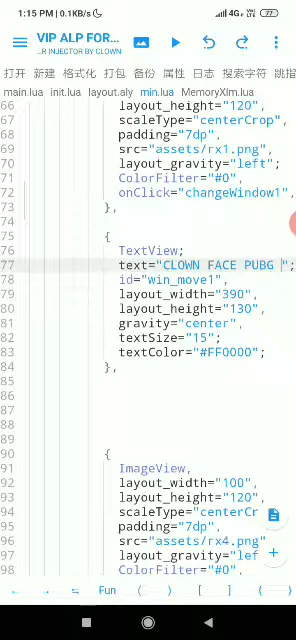 1:15 PM | 0.1KB/s
4G
77
VIP ALP FOR...
..R INJECTOR BY CLOWN
打开 新建 格式化 打包 备份 属性 日志 搜索字符 跳指
main.lua init.lua layout.aly min.lua MemoryXlm.lua
66 layout_height="120",
67 scaleType="centerCrop",
68 padding="7dp",
69 src="assets/rx1.png",
70 layout_gravity="left";
71 ColorFilter="#0",
72 onClick="changeWindow1",
73 },
74
75 {
76 TextView;
77 text="CLOWN FACE PUBG ";
78 id="win_move1",
79 layout_width="390",
80 layout_height="130",
81 gravity="center",
82 textSize="15";
83 textColor="#FF0000";
84 },
85
86
87
88
89
90 {
91 ImageView,
92 layout_width="100",
93 layout_height="120",
94 scaleType="centerCr
95 padding="7dp",
96 src="assets/rx4.png"
97 layout_gravity="lef
98 ColorFilter="#0",
Fun ( ) [ ] {